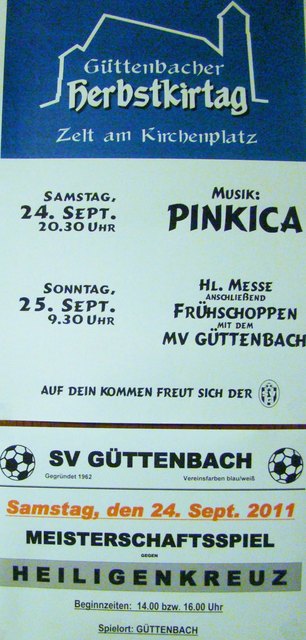 Güttenbacher
Herbstkirtag
Zelt am Kirchenplatz
Samstag,
24. Sept.
20.30 Uhr
Musik:
PINKICA
Sonntag,
25. Sept.
9.30 Uhr
Hl. Messe
anschließend
Frühschoppen
mit dem
MV Güttenbach
Auf Dein Kommen freut sich der
SV GÜTTENBACH
Gegründet 1962 Vereinsfarben blau/weiß
Samstag, den 24. Sept. 2011
MEISTERSCHAFTSSPIEL
GEGEN
HEILIGENKREUZ
Beginnzeiten: 14.00 bzw. 16.00 Uhr
Spielort: GÜTTENBACH